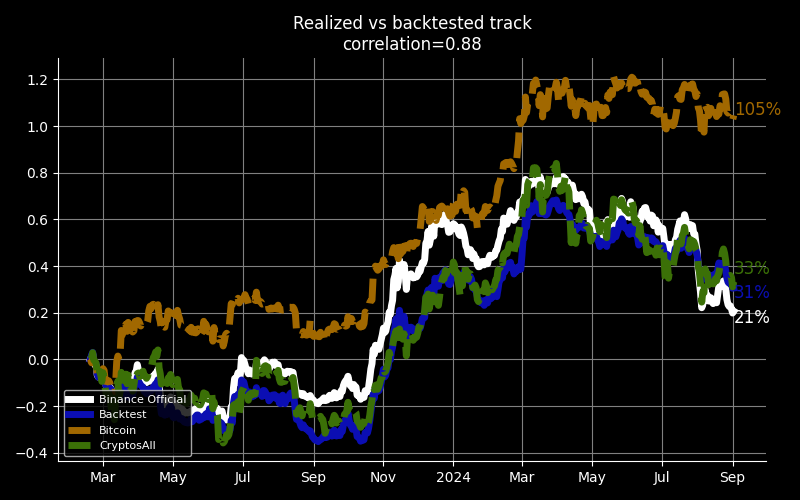 Realized vs backtested track
correlation=0.88
1.2
1.0
0.8
0.6
0.4
0.2
0.0
−0.2
−0.4
105%
33%
31%
21%
Binance Official
Backtest
Bitcoin
CryptosAll
Mar May Jul Sep Nov 2024 Mar May Jul Sep